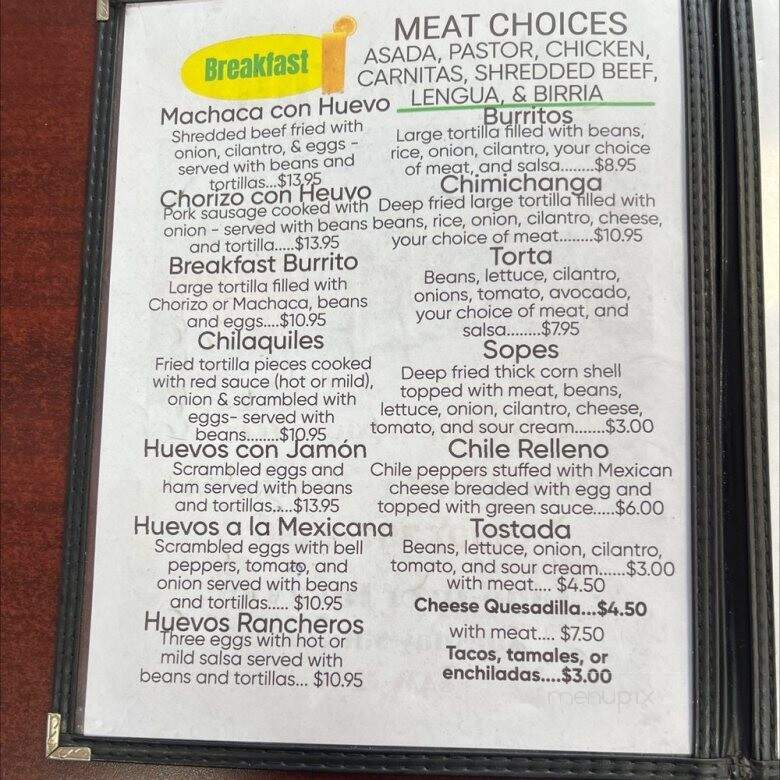 Breakfast
Machaca con Huevo
Shredded beef fried with
onion, cilantro, & eggs -
served with beans and
tortillas...$13.95
Chorizo con Heuvo
Pork sausage cooked with
onion - served with beans
and tortilla.....$13.95
Breakfast Burrito
Large tortilla filled with
Chorizo or Machaca, beans
and eggs....$10.95
Chilaquiles
Fried tortilla pieces cooked
with red sauce (hot or mild),
onion & scrambled with
eggs- served with
beans........$10.95
Huevos con Jamón
Scrambled eggs and
ham served with beans
and tortillas.....$13.95
Huevos a la Mexicana
Scrambled eggs with bell
peppers, tomato, and
onion served with beans
and tortillas..... $10.95
Huevos Rancheros
Three eggs with hot or
mild salsa served with
beans and tortillas... $10.95
MEAT CHOICES
ASADA, PASTOR, CHICKEN,
CARNITAS, SHREDDED BEEF,
LENGUA, & BIRRIA
Burritos
Large tortilla filled with beans,
rice, onion, cilantro, your choice
of meat, and salsa........$8.95
Chimichanga
Deep fried large tortilla filled with
beans, rice, onion, cilantro, cheese,
your choice of meat........$10.95
Torta
Beans, lettuce, cilantro,
onions, tomato, avocado,
your choice of meat, and
salsa........$7.95
Sopes
Deep fried thick corn shell
topped with meat, beans,
lettuce, onion, cilantro, cheese,
tomato, and sour cream.......$3.00
Chile Relleno
Chile peppers stuffed with Mexican
cheese breaded with egg and
topped with green sauce.....$6.00
Tostada
Beans, lettuce, onion, cilantro,
tomato, and sour cream......$3.00
with meat.... $4.50
Cheese Quesadilla...$4.50
with meat.... $7.50
Tacos, tamales, or
enchiladas....$3.00
menupix